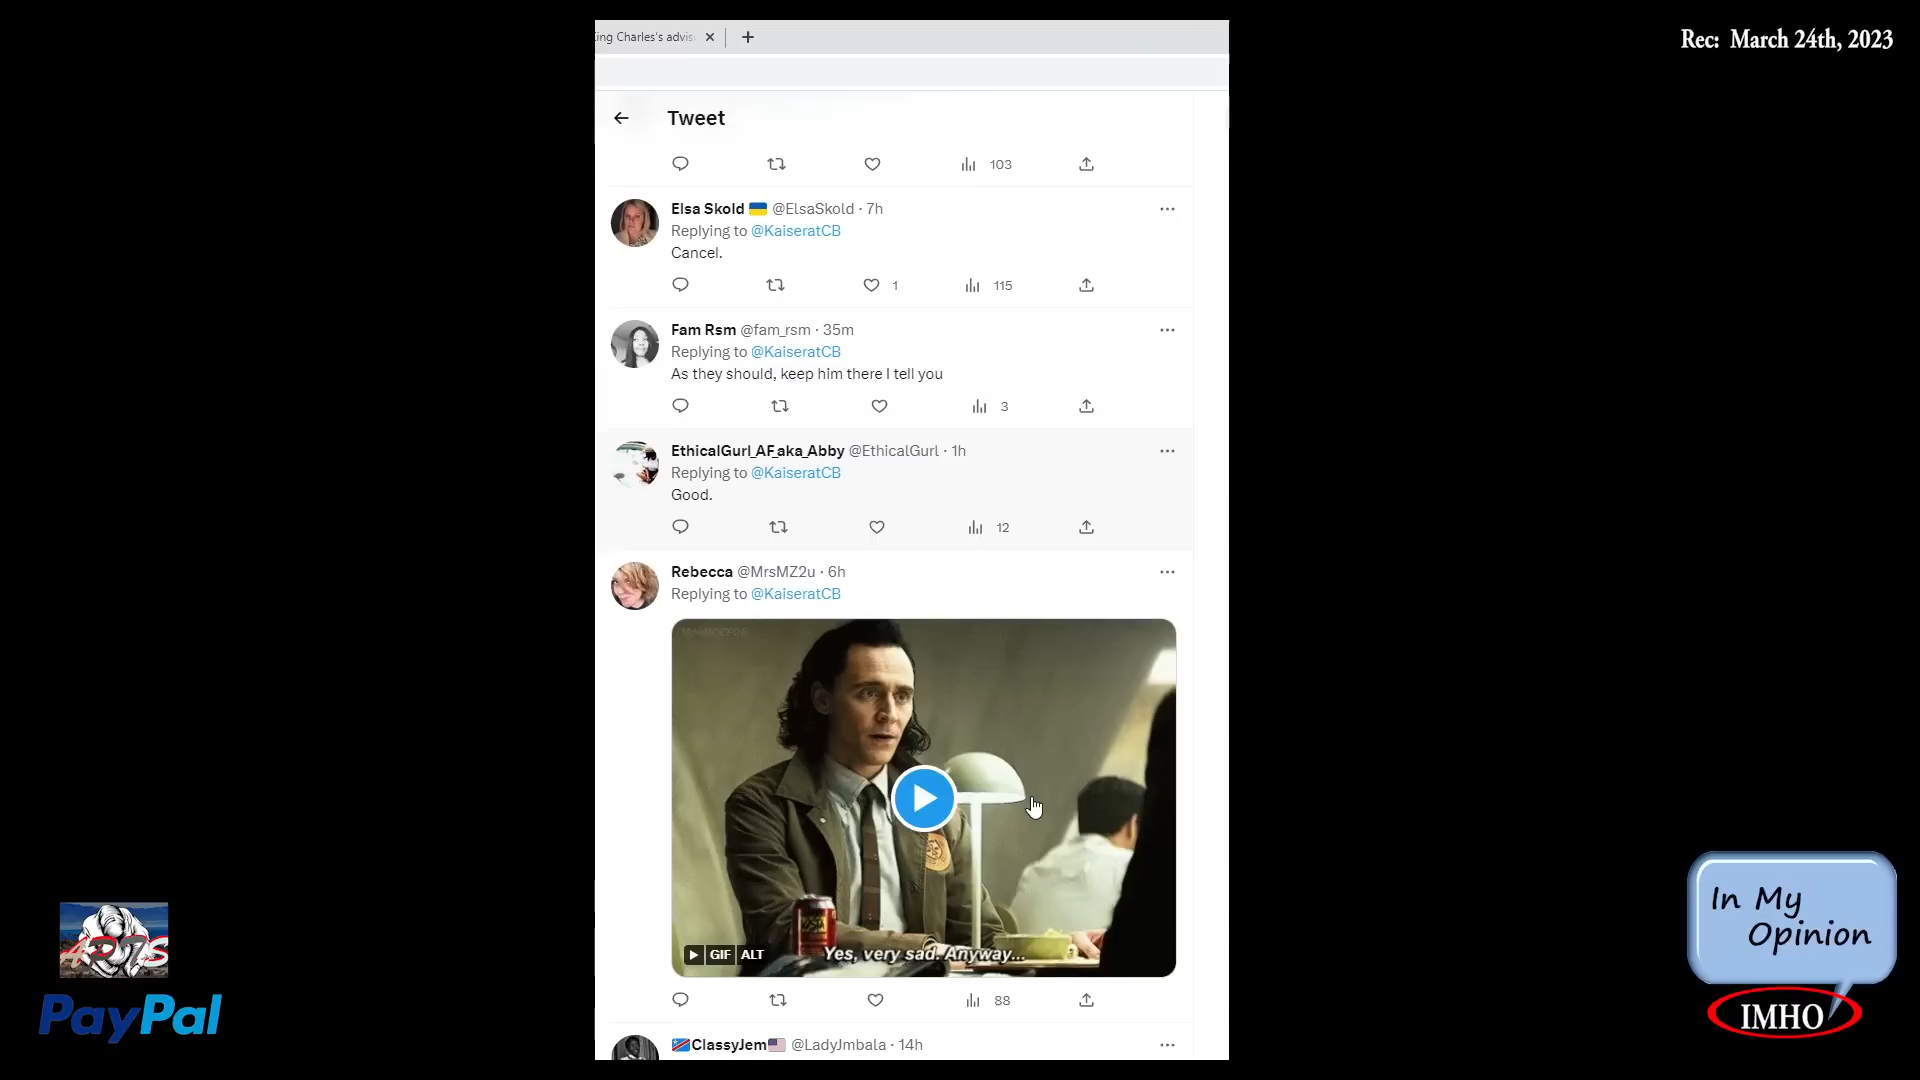 ing Charles's advis
Rec: March 24th, 2023
Tweet
103
Elsa Skold @ElsaSkold · 7h
Replying to @KaiseratCB
Cancel.
1 115
Fam Rsm @fam_rsm · 35m
Replying to @KaiseratCB
As they should, keep him there I tell you
3
EthicalGurl_AF_aka_Abby @EthicalGurl · 1h
Replying to @KaiseratCB
Good.
12
Rebecca @MrsMZ2u · 6h
Replying to @KaiseratCB
GIF ALT
Yes, very sad. Anyway...
88
ClassyJem @LadyJmbala · 14h
PayPal
In My
Opinion
IMHO